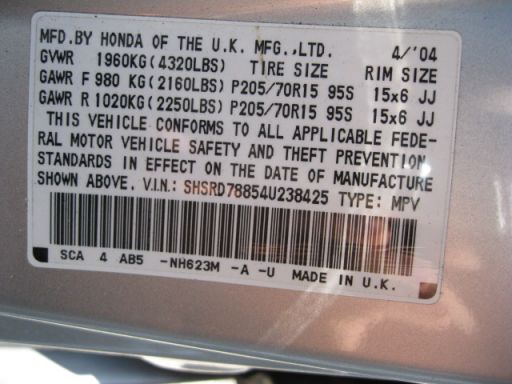 MFD.BY HONDA OF THE U.K. MFG.,LTD. 4/'04
GVWR 1960KG(4320LBS) TIRE SIZE RIM SIZE
GAWR F 980 KG(2160LBS) P205/70R15 95S 15x6 JJ
GAWR R 1020KG(2250LBS) P205/70R15 95S 15x6 JJ
THIS VEHICLE CONFORMS TO ALL APPLICABLE FEDE-
RAL MOTOR VEHICLE SAFETY AND THEFT PREVENTION
STANDARDS IN EFFECT ON THE DATE OF MANUFACTURE
SHOWN ABOVE. V.I.N.: SHSRD78854U238425 TYPE: MPV
SCA 4 AB5 -NH623M -A -U MADE IN U.K.